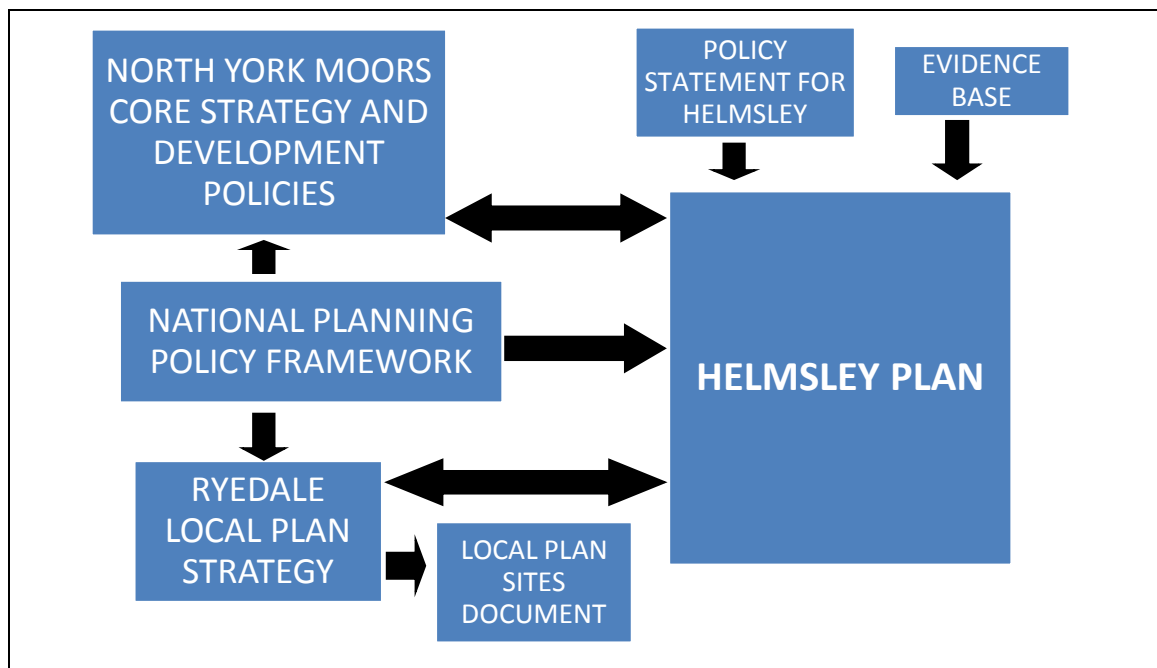 NORTH YORK MOORS
CORE STRATEGY AND
DEVELOPMENT
POLICIES
POLICY
STATEMENT FOR
HELMSLEY
EVIDENCE
BASE
NATIONAL PLANNING
POLICY FRAMEWORK
HELMSLEY PLAN
RYEDALE
LOCAL PLAN
STRATEGY
LOCAL PLAN
SITES
DOCUMENT